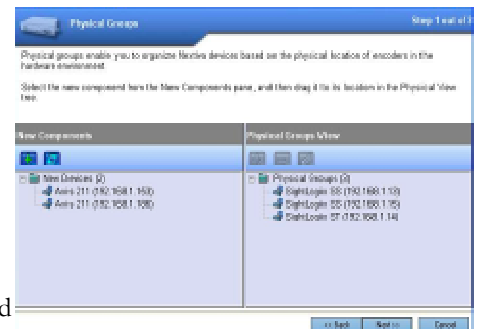 Physical Groups
Step 1 out of 3
Physical groups enable you to organize Nextiva devices based on the physical location of encoders in the
hardware environment.
Select the new component from the New Components pane, and then drag it to its location in the Physical View
tree.
New Components
Physical Groups View
New Devices (2)
Axis 211 (192.168.1.163)
Axis 211 (192.168.1.186)
Physical Groups (3)
SightLogix SS (192.168.1.13)
SightLogix SS (192.168.1.15)
SightLogix ST (192.168.1.14)
d
<< Back
Next >>
Cancel